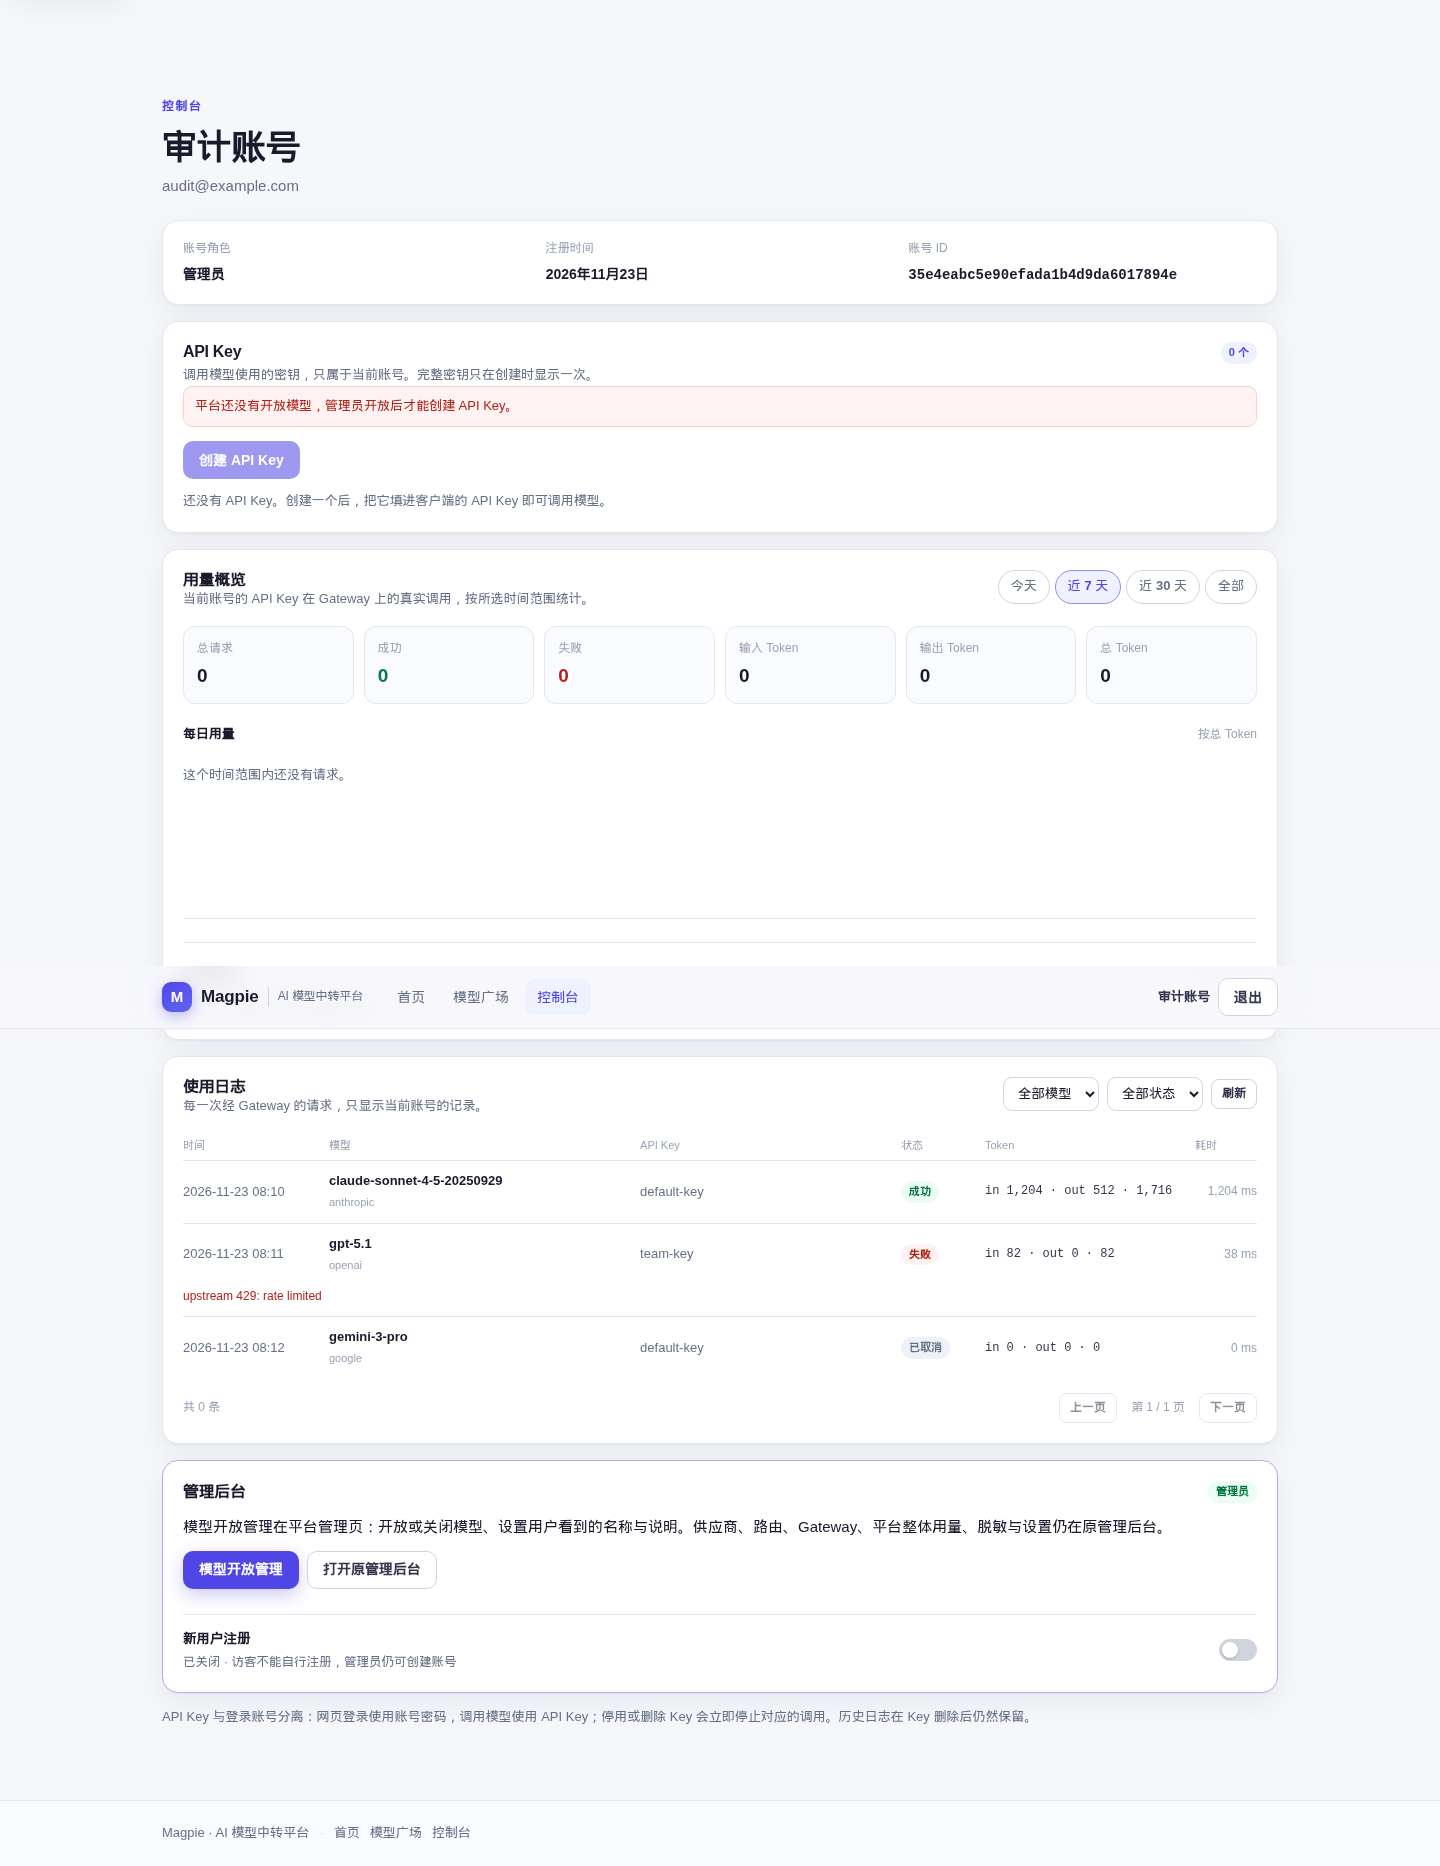 控制台
审计账号
audit@example.com
账号角色 注册时间 账号 ID
管理员 2026年11月23日 35e4eabc5e90efada1b4d9da6017894e
API Key 0 个
调用模型使用的密钥，只属于当前账号。完整密钥只在创建时显示一次。
平台还没有开放模型，管理员开放后才能创建 API Key。
创建 API Key
还没有 API Key。创建一个后，把它填进客户端的 API Key 即可调用模型。
用量概览 今天 近 7 天 近 30 天 全部
当前账号的 API Key 在 Gateway 上的真实调用，按所选时间范围统计。
总请求 成功 失败 输入 Token 输出 Token 总 Token
0 0 0 0 0 0
每日用量 按总 Token
这个时间范围内还没有请求。
M Magpie AI 模型中转平台 首页 模型广场 控制台 审计账号 退出
使用日志 全部模型 全部状态 刷新
每一次经 Gateway 的请求，只显示当前账号的记录。
时间 模型 API Key 状态 Token 耗时
2026-11-23 08:10 claude-sonnet-4-5-20250929 default-key 成功 in 1,204 · out 512 · 1,716 1,204 ms
anthropic
2026-11-23 08:11 gpt-5.1 team-key 失败 in 82 · out 0 · 82 38 ms
openai
upstream 429: rate limited
2026-11-23 08:12 gemini-3-pro default-key 已取消 in 0 · out 0 · 0 0 ms
google
共 0 条 上一页 第 1 / 1 页 下一页
管理后台 管理员
模型开放管理在平台管理页：开放或关闭模型、设置用户看到的名称与说明。供应商、路由、Gateway、平台整体用量、脱敏与设置仍在原管理后台。
模型开放管理 打开原管理后台
新用户注册
已关闭 · 访客不能自行注册，管理员仍可创建账号
API Key 与登录账号分离：网页登录使用账号密码，调用模型使用 API Key；停用或删除 Key 会立即停止对应的调用。历史日志在 Key 删除后仍然保留。
Magpie · AI 模型中转平台 · 首页 模型广场 控制台